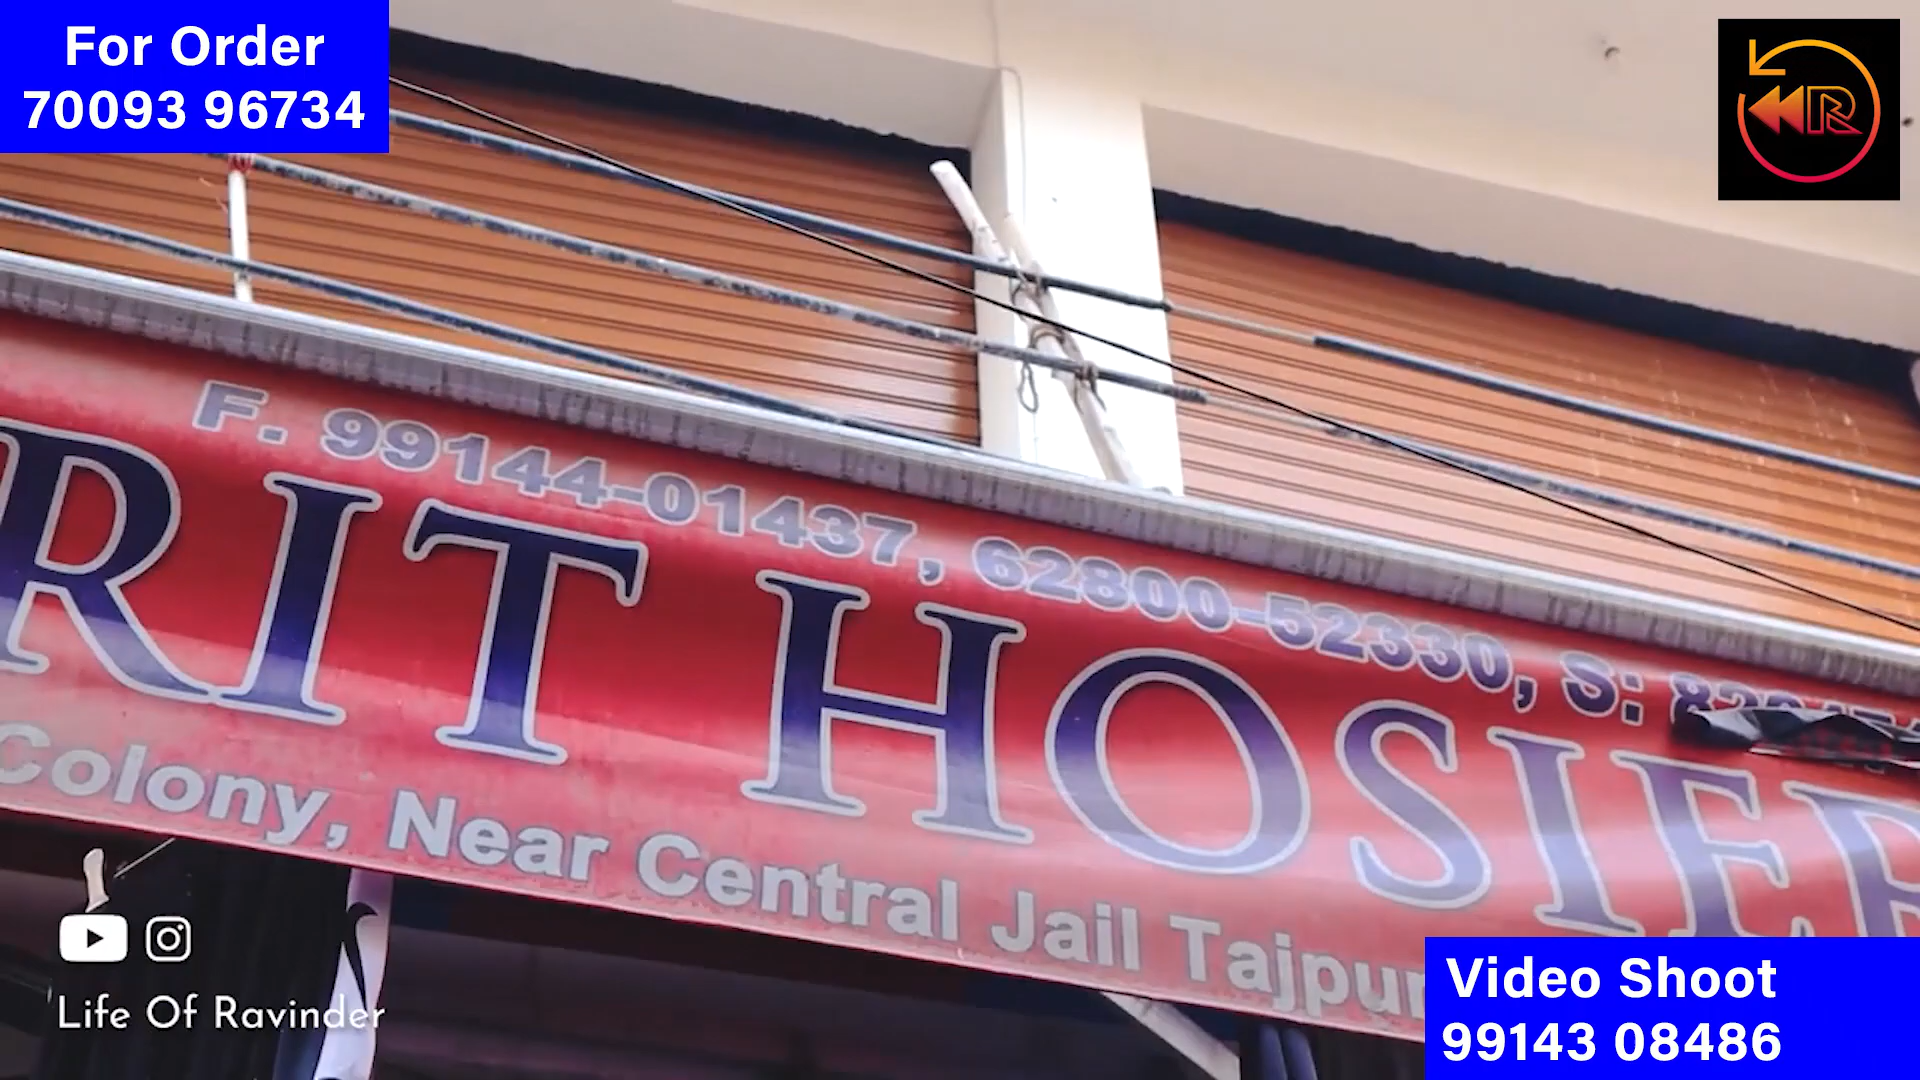 For Order
70093 96734
F. 99144-01437, 62800-52330, S:
RIT HOSIER
Colony, Near Central Jail Tajpur
Life Of Ravinder
Video Shoot
99143 08486